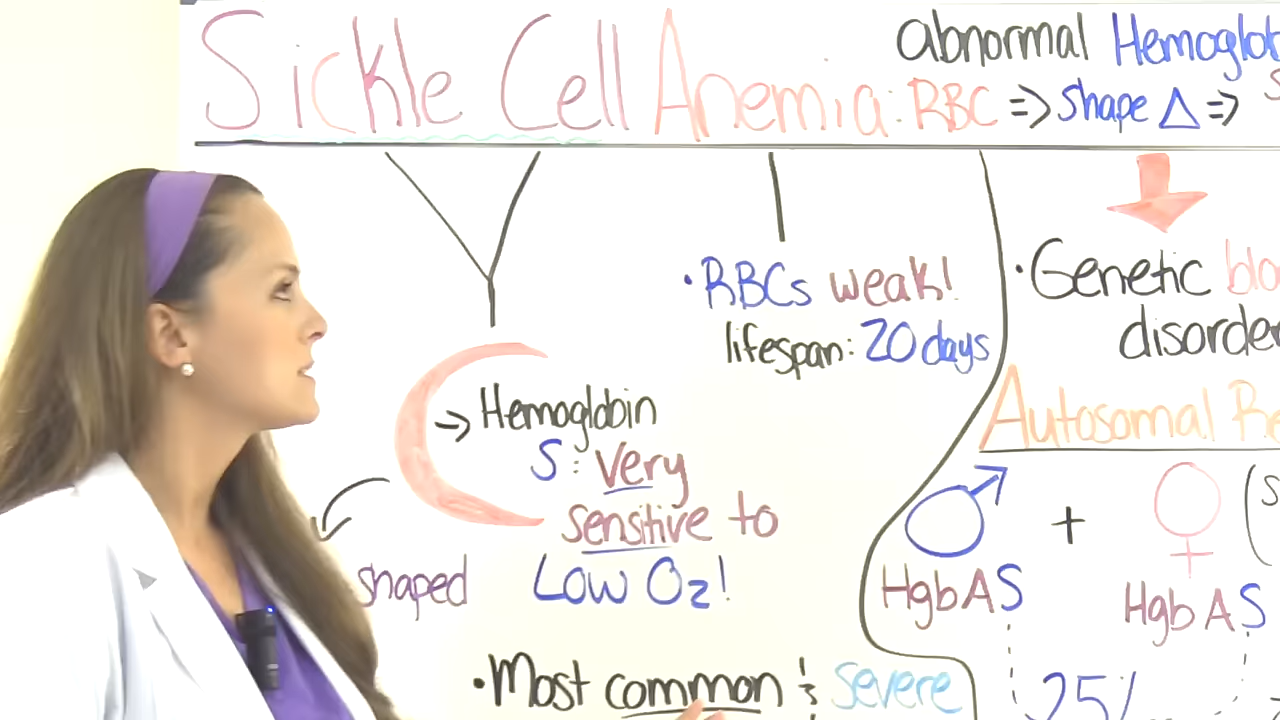 Sickle Cell Anemia: RBC => shape Δ =>
abnormal
• RBCs weak!
lifespan: 20 days
→ Hemoglobin
S: very
sensitive to
Low O2!
shaped
• Most common & severe
• Genetic
disorder
Autosomal
♂ + ♀
HgbAS HgbAS
25%